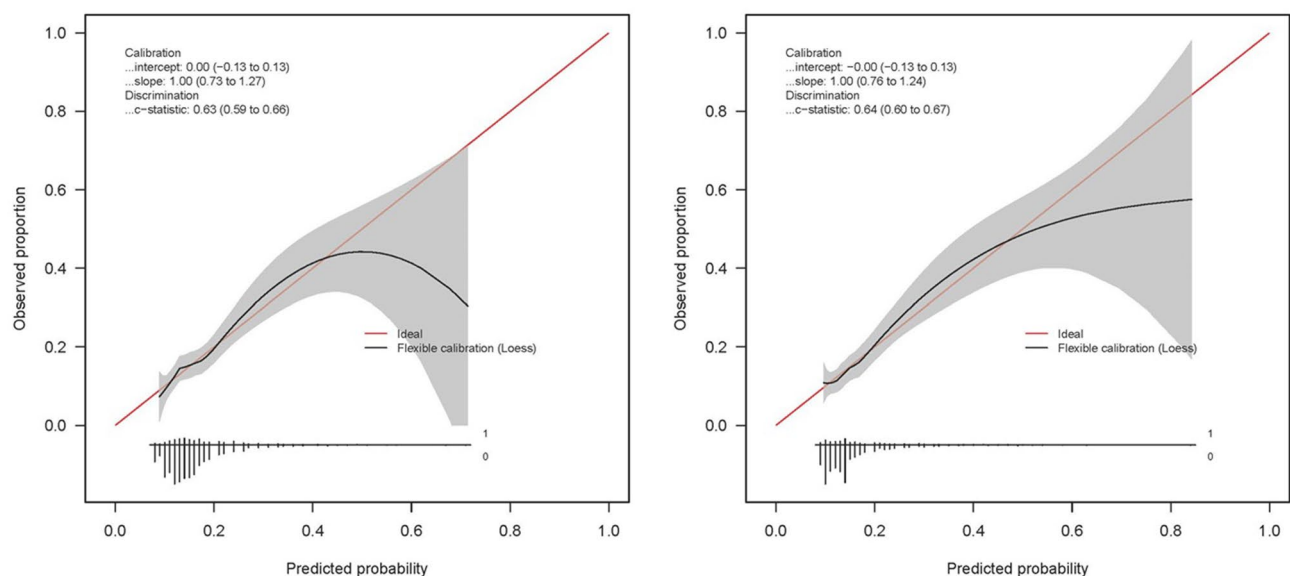 Calibration
...intercept: 0.00 (−0.13 to 0.13)
...slope: 1.00 (0.73 to 1.27)
Discrimination
...c−statistic: 0.63 (0.59 to 0.66)
1.0
0.8
0.6
0.4
0.2
0.0
Observed proportion
Ideal
Flexible calibration (Loess)
1
0
0.0 0.2 0.4 0.6 0.8 1.0
Predicted probability
Calibration
...intercept: −0.00 (−0.13 to 0.13)
...slope: 1.00 (0.76 to 1.24)
Discrimination
...c−statistic: 0.64 (0.60 to 0.67)
1.0
0.8
0.6
0.4
0.2
0.0
Observed proportion
Ideal
Flexible calibration (Loess)
1
0
0.0 0.2 0.4 0.6 0.8 1.0
Predicted probability